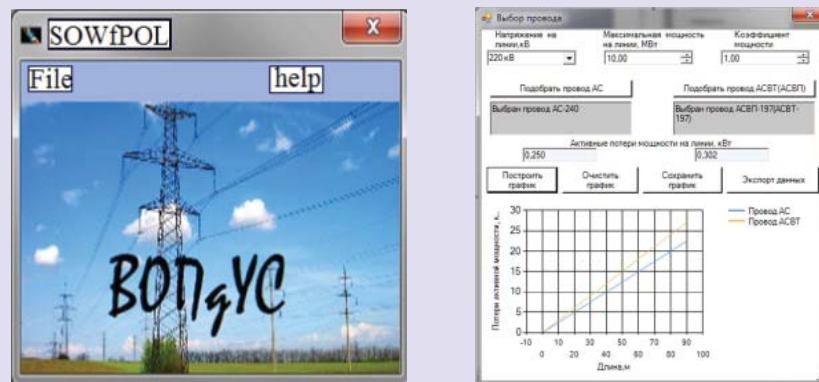 SOWfPOL
File help
ВОПдУС
Выбор провода
Напряжение на линии,кВ
Максимальная мощность на линии, МВт
Коэффициент мощности
220 кВ
10,00
1,00
Подобрать провод АС
Подобрать провод АСВТ(АСВП)
Выбран провод АС-240
Выбран провод АСВП-197(АСВТ-
197)
Активные потери мощности на линии, кВт
0,250
0,302
Построить график
Очистить график
Сохранить график
Экспорт данных
Потери активной мощности, к...
30
25
20
15
10
5
0
-10 10 30 50 70 90
0 20 40 60 80 100
Длина,м
Провод АС
Провод АСВТ